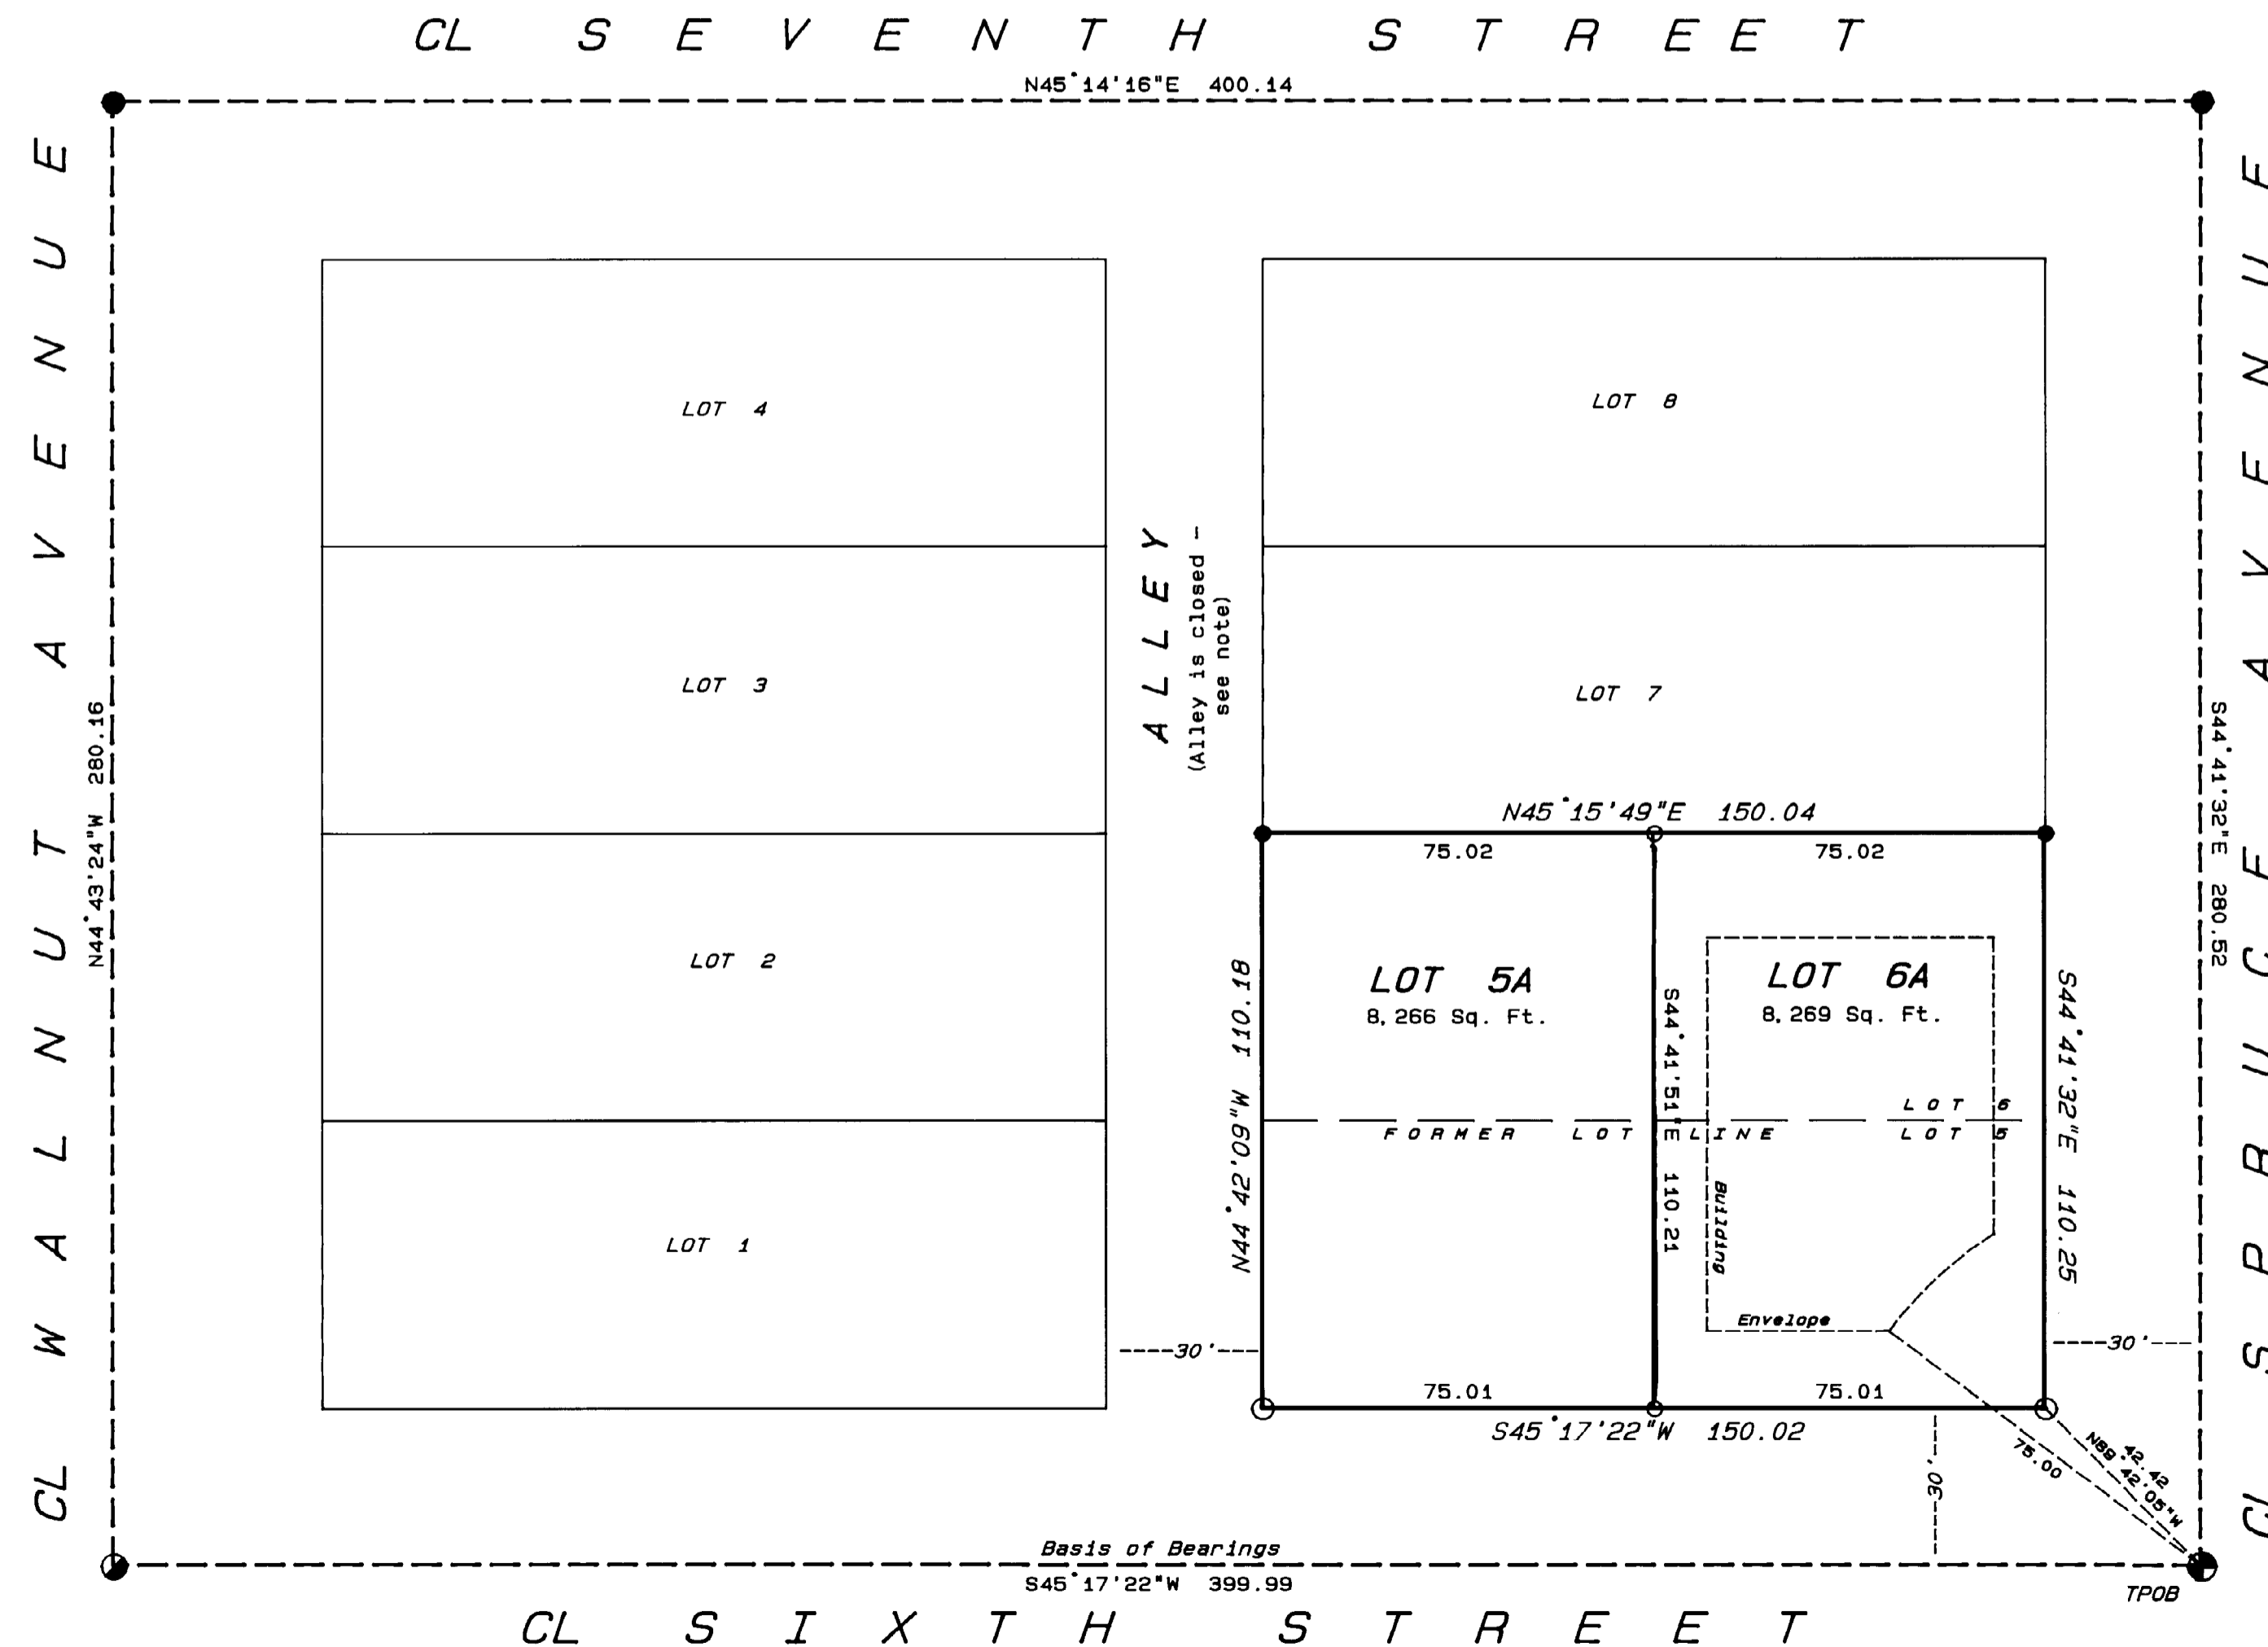 CL SEVENTH STREET
N45°14'16"E 400.14
CL WALNUT AVENUE
N44°43'24"W 280.16
LOT 4
LOT 3
LOT 2
LOT 1
ALLEY
(Alley is closed -
see note)
LOT 8
LOT 7
N45°15'49"E 150.04
75.02
75.02
LOT 5A
8,266 Sq. Ft.
LOT 6A
8,269 Sq. Ft.
N44°42'09"W 110.18
S44°41'51"E 110.21
S44°41'32"E 110.25
LOT 6
FORMER LOT LINE
LOT 5
Building
Envelope
30'
30'
75.01
75.01
S45°17'22"W 150.02
30'
75.00
42.42
N89°42'05"W
S44°41'32"E 280.52
CL SPRUCE AVENUE
Basis of Bearings
S45°17'22"W 399.99
TPOB
CL SIXTH STREET